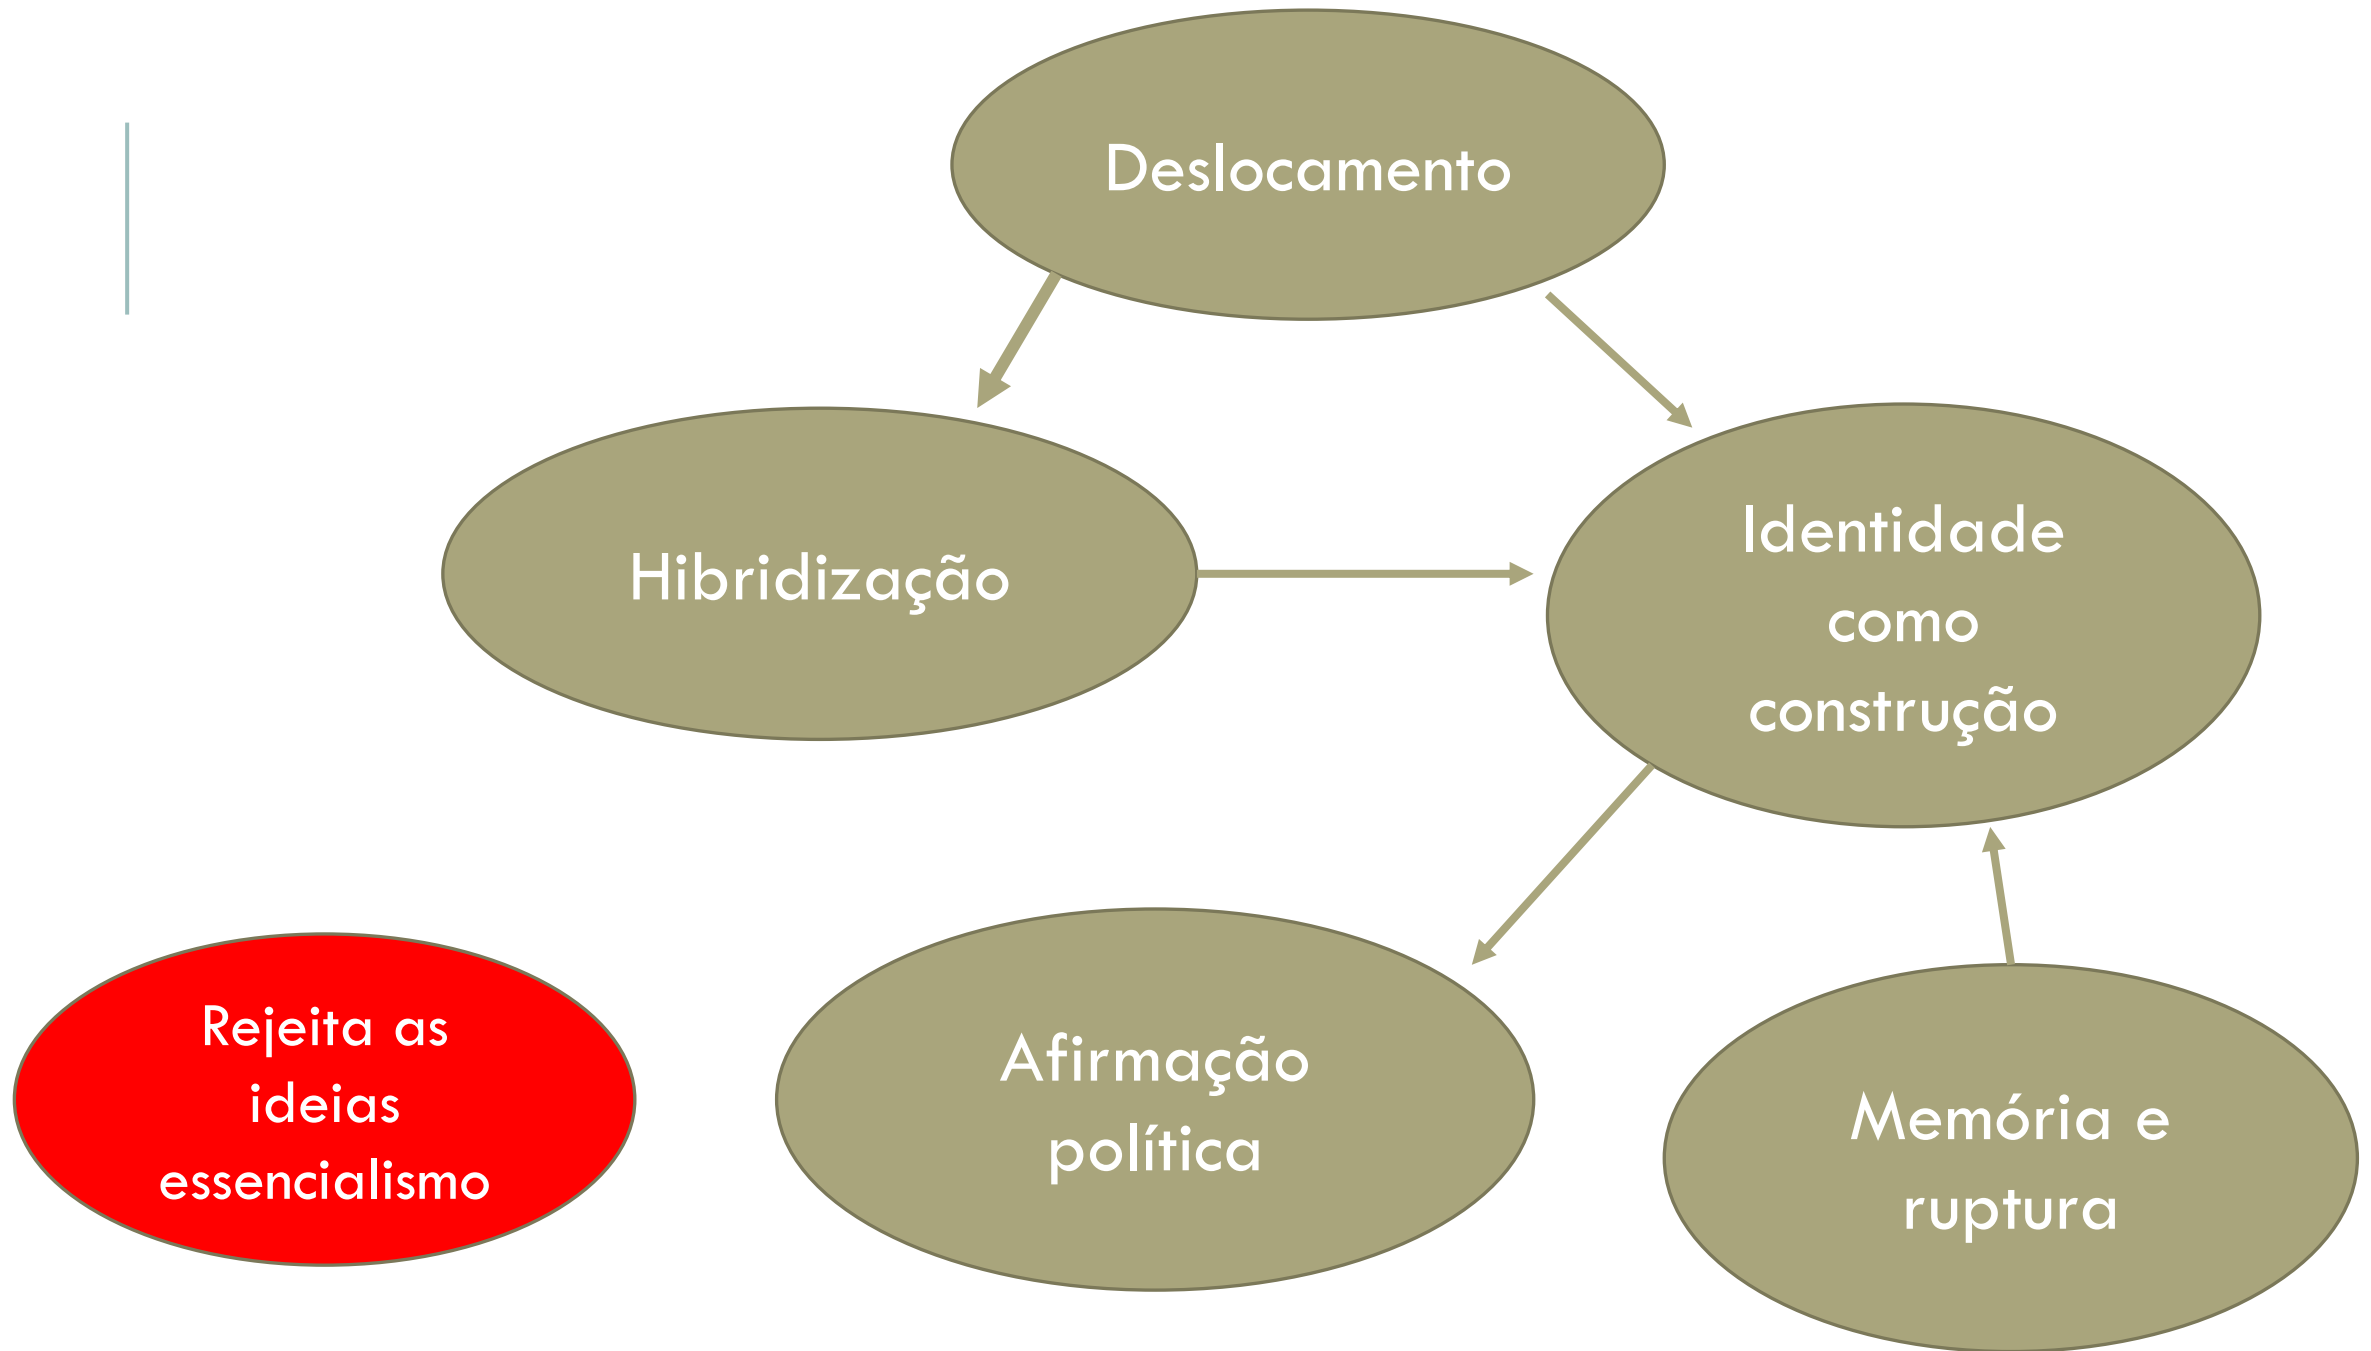 Deslocamento
Hibridização
Identidade
como
construção
Rejeita as
ideias
essencialismo
Afirmação
política
Memória e
ruptura